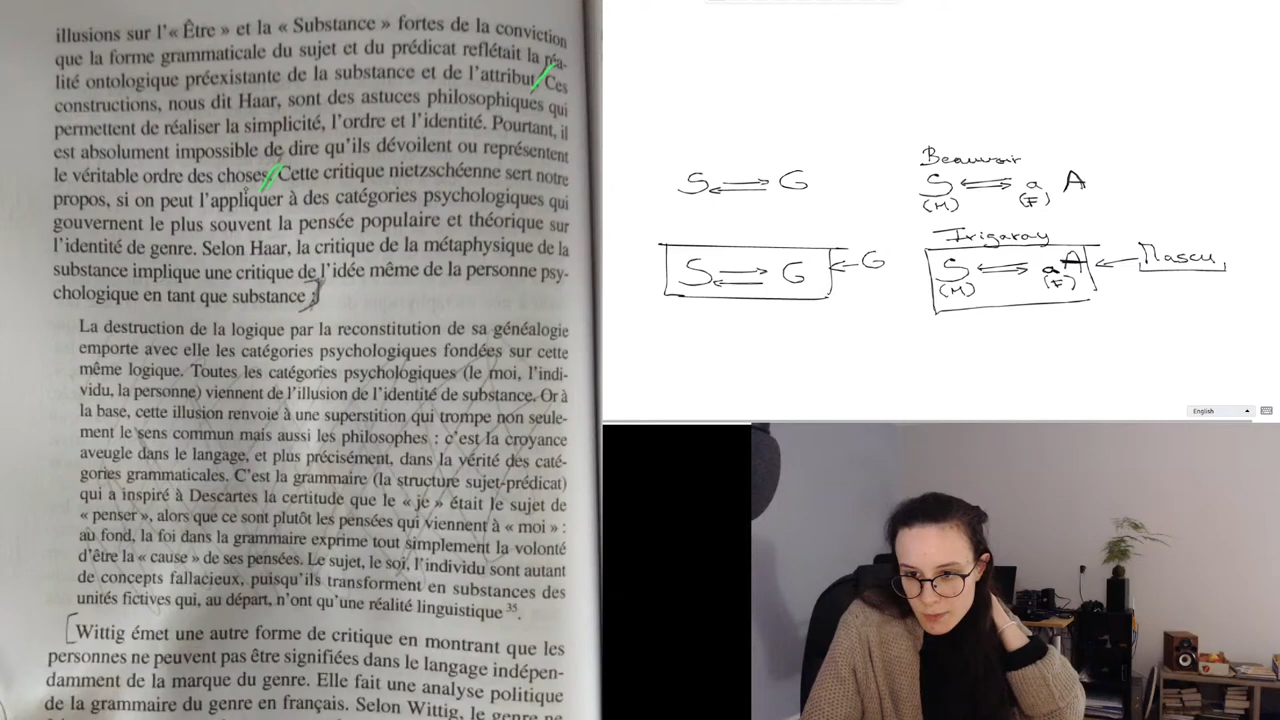 illusions sur l'« Être » et la « Substance » fortes de la conviction
que la forme grammaticale du sujet et du prédicat reflétait la réa-
lité ontologique préexistante de la substance et de l'attribut. Ces
constructions, nous dit Haar, sont des astuces philosophiques qui
permettent de réaliser la simplicité, l'ordre et l'identité. Pourtant, il
est absolument impossible de dire qu'ils dévoilent ou représentent
le véritable ordre des choses. Cette critique nietzschéenne sert notre
propos, si on peut l'appliquer à des catégories psychologiques qui
gouvernent le plus souvent la pensée populaire et théorique sur
l'identité de genre. Selon Haar, la critique de la métaphysique de la
substance implique une critique de l'idée même de la personne psy-
chologique en tant que substance :
La destruction de la logique par la reconstitution de sa généalogie
emporte avec elle les catégories psychologiques fondées sur cette
même logique. Toutes les catégories psychologiques (le moi, l'indi-
vidu, la personne) viennent de l'illusion de l'identité de substance. Or à
la base, cette illusion renvoie à une superstition qui trompe non seule-
ment le sens commun mais aussi les philosophes : c'est la croyance
aveugle dans le langage, et plus précisément, dans la vérité des caté-
gories grammaticales. C'est la grammaire (la structure sujet-prédicat)
qui a inspiré à Descartes la certitude que le « je » était le sujet de
« penser », alors que ce sont plutôt les pensées qui viennent à « moi » :
au fond, la foi dans la grammaire exprime tout simplement la volonté
d'être la « cause » de ses pensées. Le sujet, le soi, l'individu sont autant
de concepts fallacieux, puisqu'ils transforment en substances des
unités fictives qui, au départ, n'ont qu'une réalité linguistique 35.
Wittig émet une autre forme de critique en montrant que les
personnes ne peuvent pas être signifiées dans le langage indépen-
damment de la marque du genre. Elle fait une analyse politique
de la grammaire du genre en français. Selon Wittig, le genre ne
S ⇄ G
S ⇄ G ← G
Beauvoir
S ⇄ a, A
(M) (F)
Irigaray
S ⇄ a, A ← Mascu
(M) (F)
English